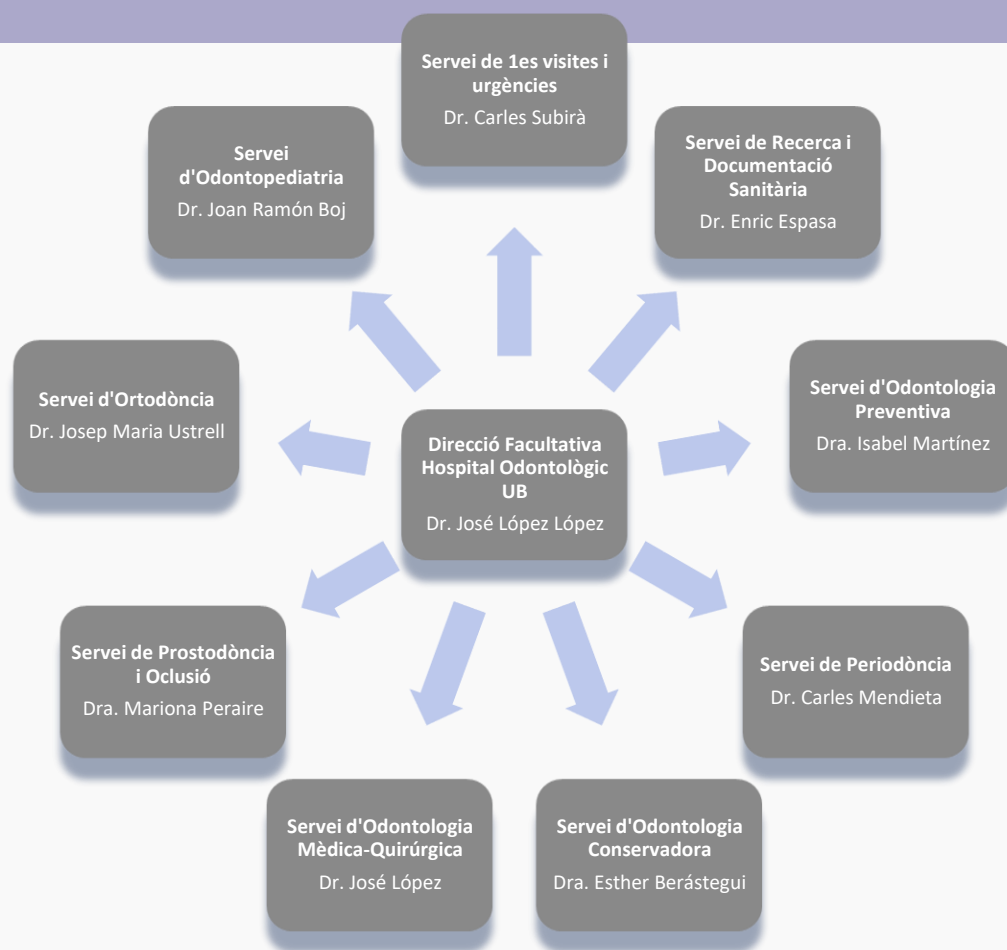 Servei de 1es visites i
urgències
Dr. Carles Subirà
Servei de Recerca i
Documentació
Sanitària
Dr. Enric Espasa
Servei d'Odontologia
Preventiva
Dra. Isabel Martínez
Servei de Periodòncia
Dr. Carles Mendieta
Servei d'Odontologia
Conservadora
Dra. Esther Berástegui
Servei d'Odontologia
Mèdica-Quirúrgica
Dr. José López
Servei de Prostodòncia
i Oclusió
Dra. Mariona Peraire
Servei d'Ortodòncia
Dr. Josep Maria Ustrell
Servei
d'Odontopediatria
Dr. Joan Ramón Boj
Direcció Facultativa
Hospital Odontològic
UB
Dr. José López López